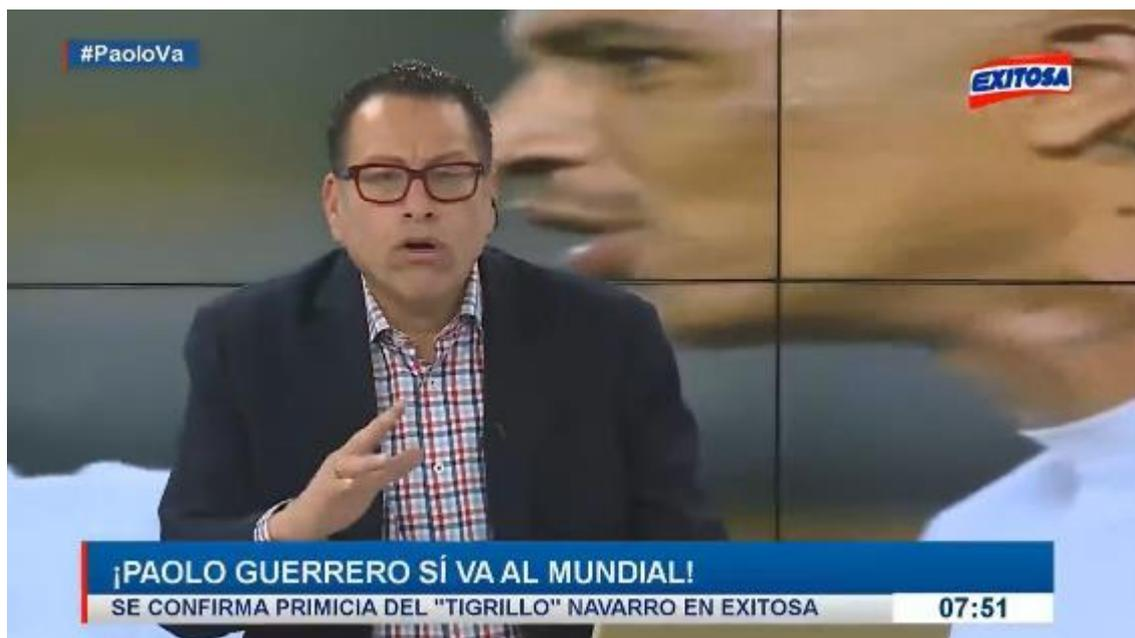 #PaoloVa
EXITOSA
¡PAOLO GUERRERO SÍ VA AL MUNDIAL!
SE CONFIRMA PRIMICIA DEL "TIGRILLO" NAVARRO EN EXITOSA
07:51